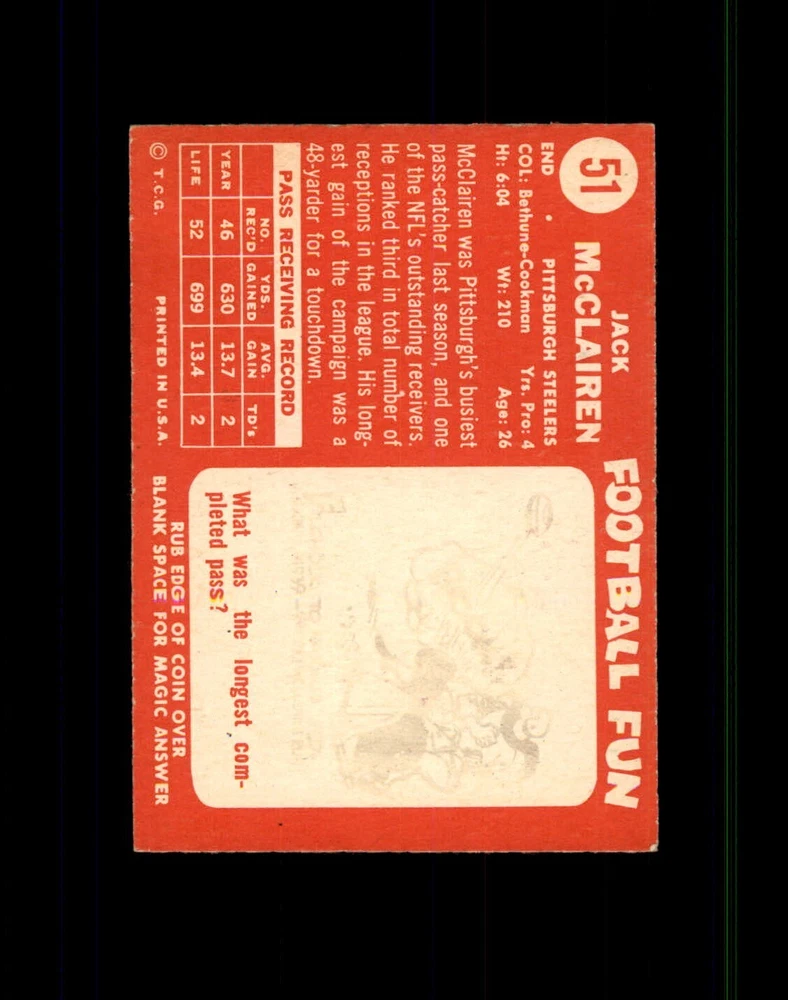 51
JACK
McCLAIREN
END • PITTSBURGH STEELERS
COL: Bethune-Cookman Yrs. Pro: 4
Ht: 6:04 Wt: 210 Age: 26
McClairen was Pittsburgh's busiest
pass-catcher last season, and one
of the NFL's outstanding receivers.
He ranked third in total number of
receptions in the league. His long-
est gain of the campaign was a
48-yarder for a touchdown.
PASS RECEIVING RECORD
NO. REC'D YDS. GAINED AVG. GAIN TD's
YEAR 46 630 13.7 2
LIFE 52 699 13.4 2
© T.C.G. PRINTED IN U.S.A.
FOOTBALL FUN
What was the longest com-
pleted pass?
RUB EDGE OF COIN OVER
BLANK SPACE FOR MAGIC ANSWER